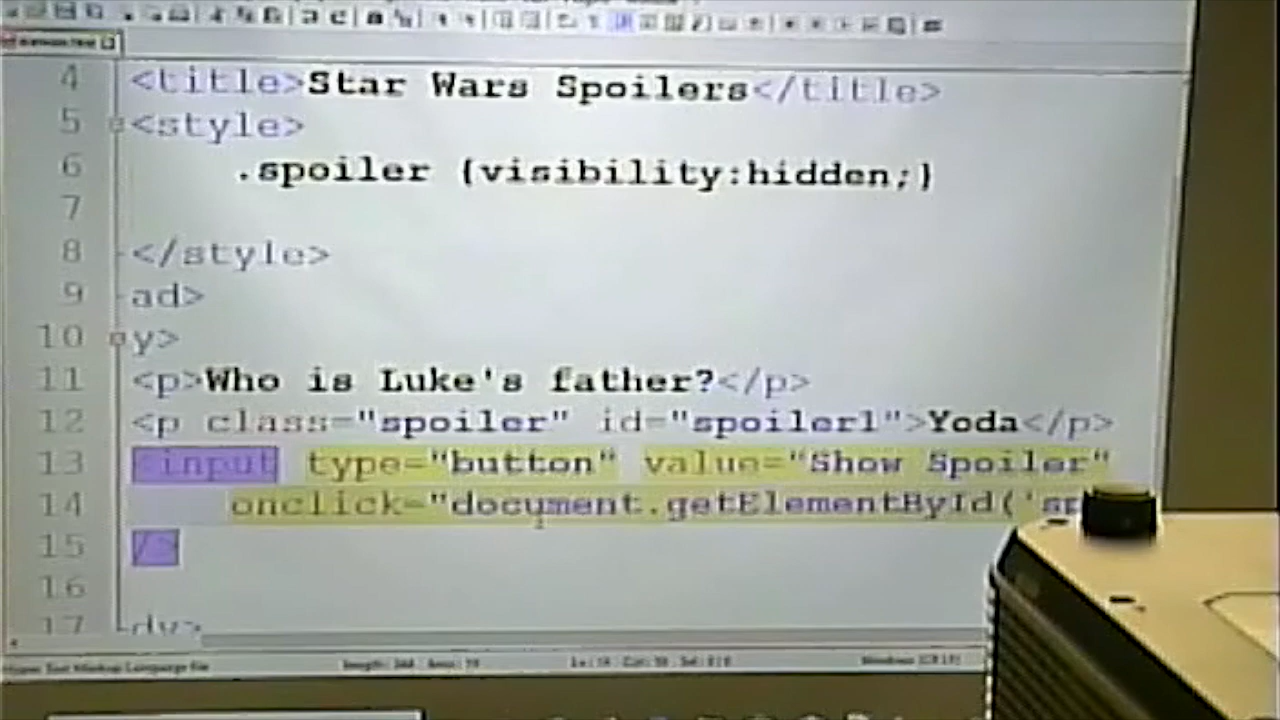 4 <title>Star Wars Spoilers</title>
5 <style>
6 .spoiler {visibility:hidden;}
7
8 </style>
9 ad>
10 y>
11 <p>Who is Luke's father?</p>
12 <p class="spoiler" id="spoiler1">Yoda</p>
13 <input type="button" value="Show Spoiler"
14 onclick="document.getElementById('sp
15 />
16
17 dy>